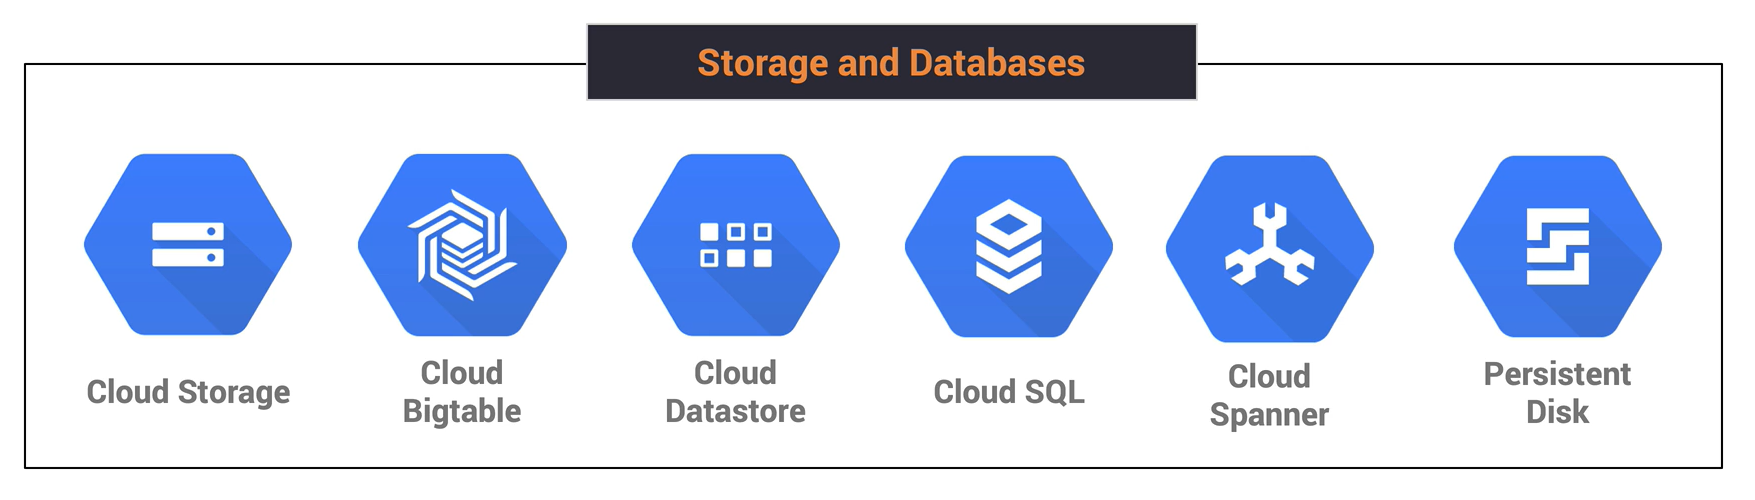 Storage and Databases
Cloud Storage
Cloud
Bigtable
Cloud
Datastore
Cloud SQL
Cloud
Spanner
Persistent
Disk